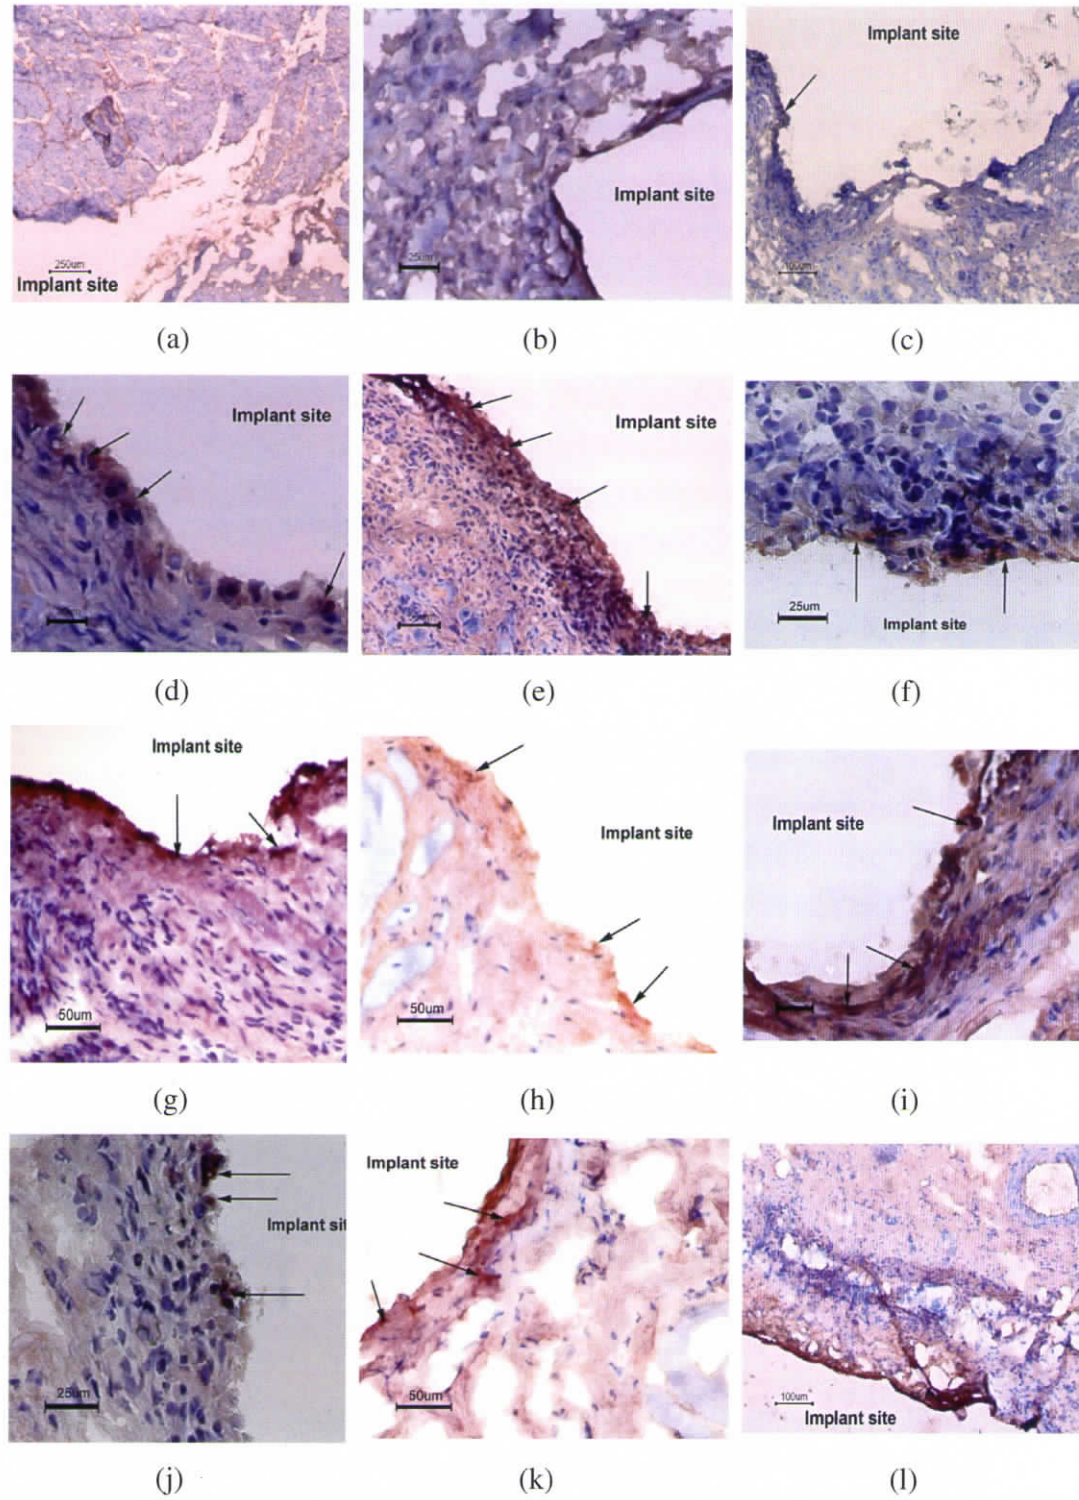 250um
Implant site
(a)
Implant site
25um
(b)
Implant site
100um
(c)
Implant site
(d)
Implant site
(e)
25um
Implant site
(f)
Implant site
50um
(g)
Implant site
50um
(h)
Implant site
(i)
Implant sit
25um
(j)
Implant site
50um
(k)
100um
Implant site
(l)